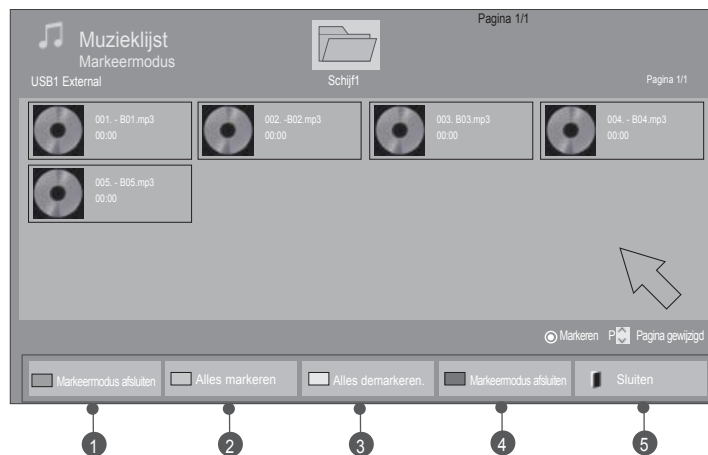 Pagina 1/1
Muzieklijst
Markeermodus
USB1 External
Schijf1
Pagina 1/1
001. - B01.mp3
00:00
002. -B02.mp3
00:00
003. B03.mp3
00:00
004. - B04.mp3
00:00
005. - B05.mp3
00:00
Markeren P Pagina gewijzigd
Markeermodus afsluiten
Alles markeren
Alles demarkeren.
Markeermodus afsluiten
Sluiten
1 2 3 4 5